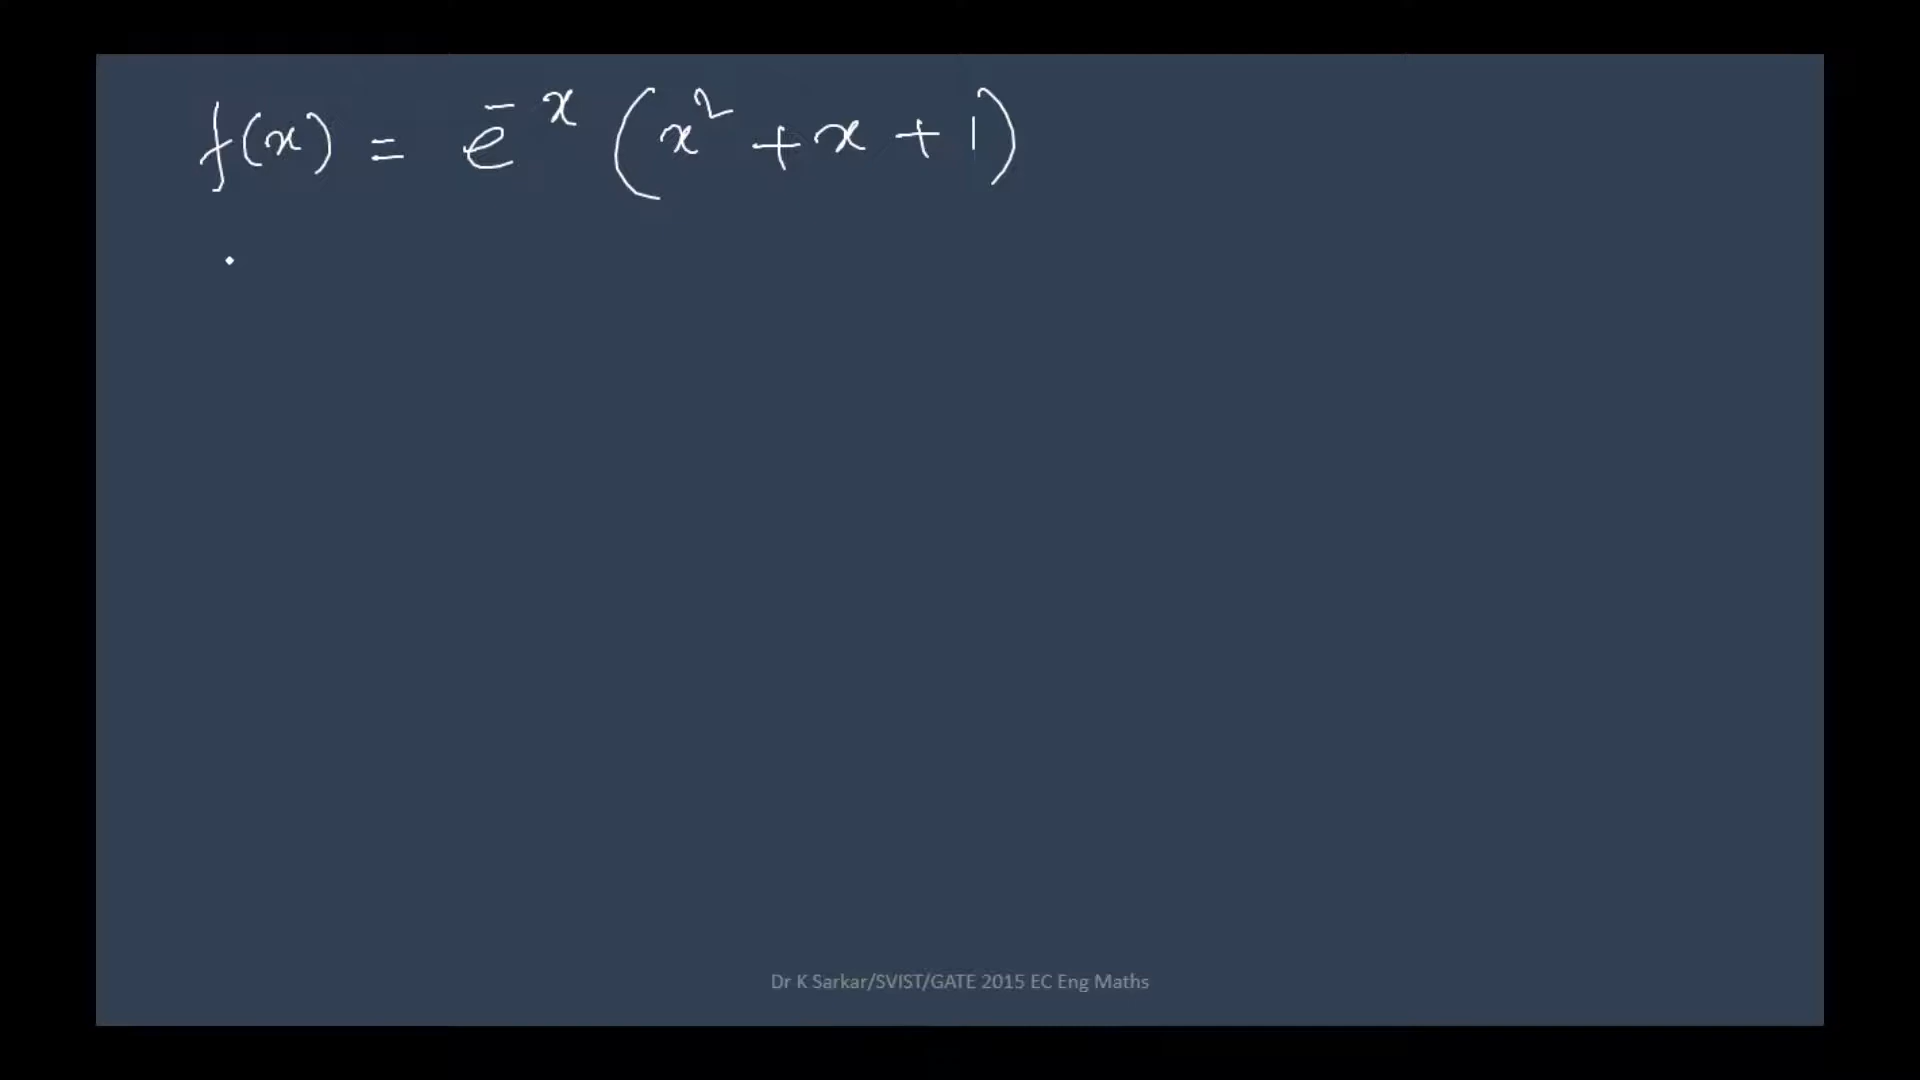 f(x) = e⁻ˣ (x² + x + 1)
Dr K Sarkar/SVIST/GATE 2015 EC Eng Maths